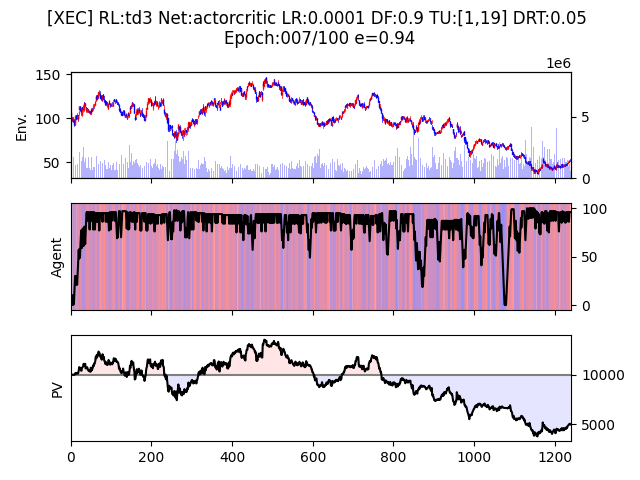 [XEC] RL:td3 Net:actorcritic LR:0.0001 DF:0.9 TU:[1,19] DRT:0.05
Epoch:007/100 e=0.94
1e6
150
100
50
Env.
5
0
Agent
100
50
0
PV
10000
5000
0
200
400
600
800
1000
1200